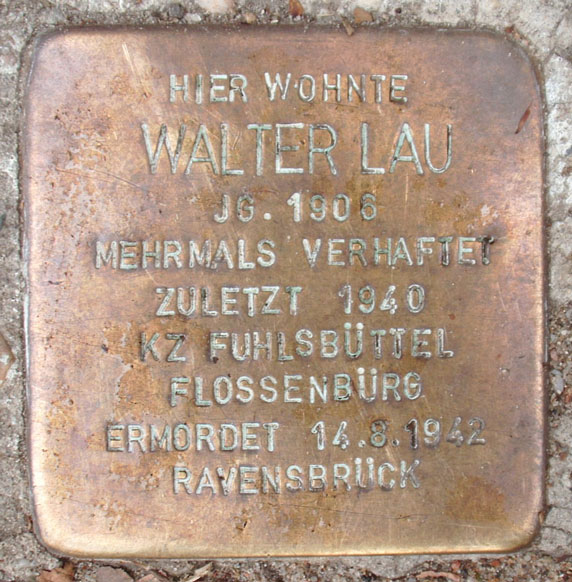 HIER WOHNTE
WALTER LAU
JG. 1906
MEHRMALS VERHAFTET
ZULETZT 1940
KZ FUHLSBÜTTEL
FLOSSENBÜRG
ERMORDET 14.8.1942
RAVENSBRÜCK